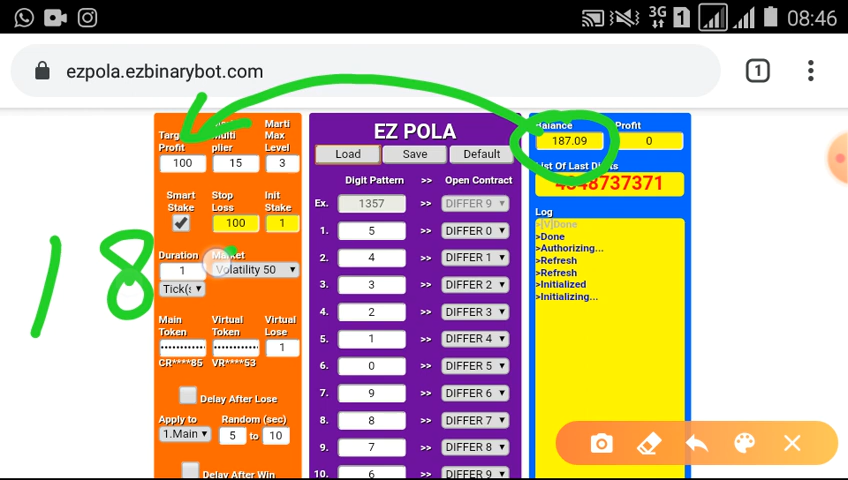 3G 1 08:46
ezpola.ezbinarybot.com 1
Target Profit
100
Multi plier
15
Marti Max Level
3
Smart Stake
Stop Loss
100
Init Stake
1
Duration
1
Tick(s
Market
Volatility 50
Main Token
••••••••••••
CR****85
Virtual Token
••••••••••••
VR****53
Virtual Lose
1
Delay After Lose
Apply to
1.Main
Random (sec)
5 to 10
Delay After Win
18
EZ POLA
Load Save Default
Digit Pattern >> Open Contract
Ex. 1357 >> DIFFER 9
1. 5 >> DIFFER 0
2. 4 >> DIFFER 1
3. 3 >> DIFFER 2
4. 2 >> DIFFER 3
5. 1 >> DIFFER 4
6. 0 >> DIFFER 5
7. 9 >> DIFFER 6
8. 8 >> DIFFER 7
9. 7 >> DIFFER 8
10. 6 >> DIFFER 9
Balance
187.09
Profit
0
List Of Last Digits
4848737371
Log
>[V]Done
>Done
>Authorizing...
>Refresh
>Refresh
>Initialized
>Initializing...